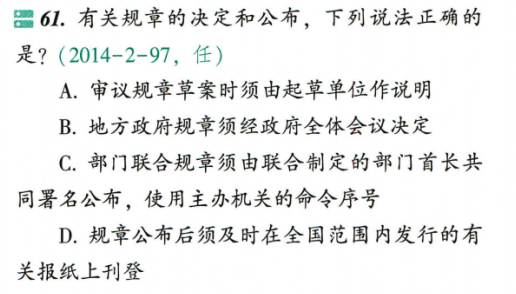 61. 有关规章的决定和公布，下列说法正确的
是？(2014-2-97，任)
A. 审议规章草案时须由起草单位作说明
B. 地方政府规章须经政府全体会议决定
C. 部门联合规章须由联合制定的部门首长共
同署名公布，使用主办机关的命令序号
D. 规章公布后须及时在全国范围内发行的有
关报纸上刊登